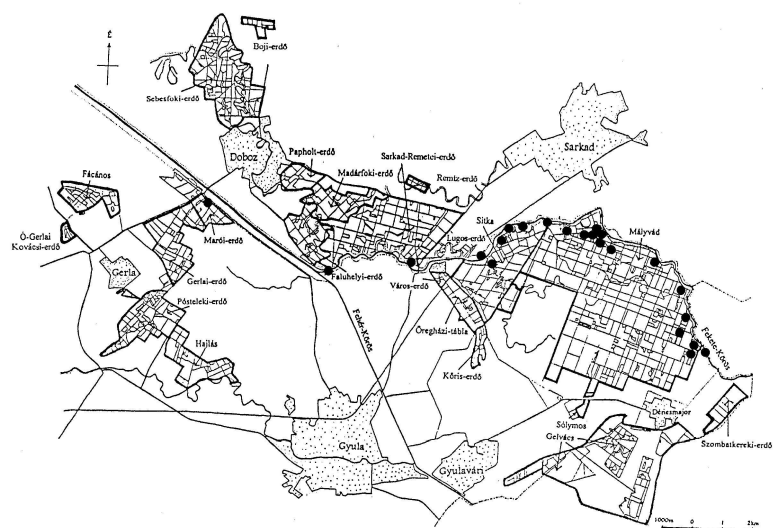 É
Boji-erdő
Sebesfoki-erdő
Doboz
Papholt-erdő
Sarkad-Remetei-erdő
Sarkad
Madárfoki-erdő
Remiz-erdő
Fácános
Ó-Gerlai
Kovácsi-erdő
Marói-erdő
Sitka
Mályvád
Lugos-erdő
Gerla
Gerlai-erdő
Faluhelyi-erdő
Város-erdő
Pósteleki-erdő
Öregházi-tábla
Fehér-Körös
Fekete-Körös
Hajlás
Kőris-erdő
Sólymos
Dénesmajor
Gelvács
Szombatkereki-erdő
Gyula
Gyulavári
1000m 0 1 2km